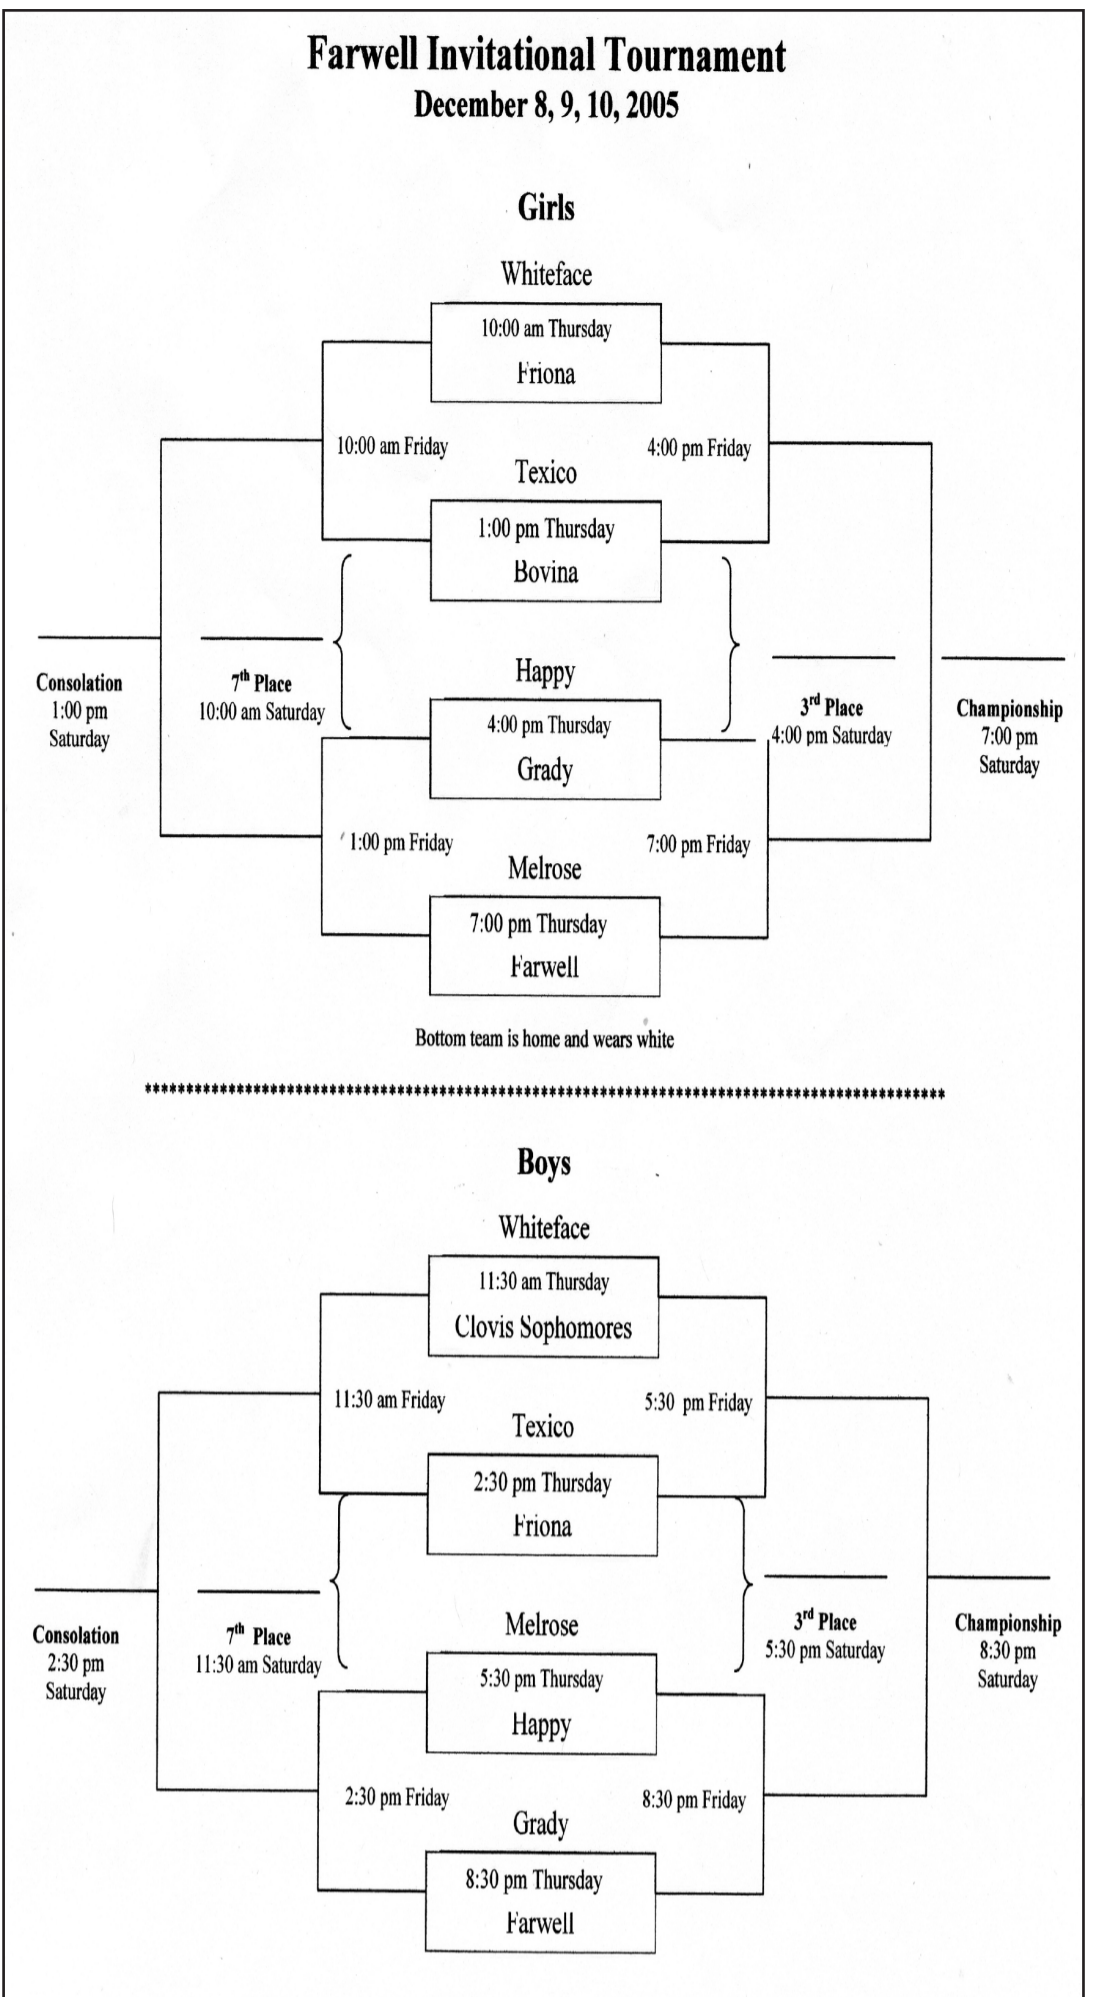 Farwell Invitational Tournament
December 8, 9, 10, 2005
Girls
Whiteface
10:00 am Thursday
Friona
10:00 am Friday
4:00 pm Friday
Texico
1:00 pm Thursday
Bovina
Happy
4:00 pm Thursday
Grady
Consolation
1:00 pm
Saturday
7th Place
10:00 am Saturday
3rd Place
4:00 pm Saturday
Championship
7:00 pm
Saturday
1:00 pm Friday
7:00 pm Friday
Melrose
7:00 pm Thursday
Farwell
Bottom team is home and wears white
**************************************************************************************************
Boys
Whiteface
11:30 am Thursday
Clovis Sophomores
11:30 am Friday
5:30 pm Friday
Texico
2:30 pm Thursday
Friona
Melrose
5:30 pm Thursday
Happy
Consolation
2:30 pm
Saturday
7th Place
11:30 am Saturday
3rd Place
5:30 pm Saturday
Championship
8:30 pm
Saturday
2:30 pm Friday
8:30 pm Friday
Grady
8:30 pm Thursday
Farwell